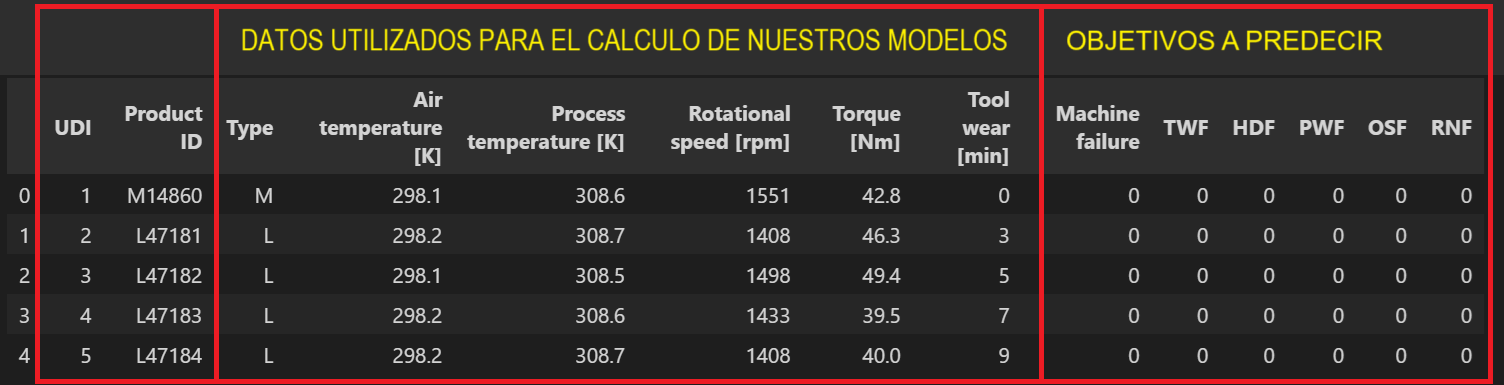 DATOS UTILIZADOS PARA EL CALCULO DE NUESTROS MODELOS OBJETIVOS A PREDECIR
UDI Product ID Type Air temperature [K] Process temperature [K] Rotational speed [rpm] Torque [Nm] Tool wear [min] Machine failure TWF HDF PWF OSF RNF
0 1 M14860 M 298.1 308.6 1551 42.8 0 0 0 0 0 0 0
1 2 L47181 L 298.2 308.7 1408 46.3 3 0 0 0 0 0 0
2 3 L47182 L 298.1 308.5 1498 49.4 5 0 0 0 0 0 0
3 4 L47183 L 298.2 308.6 1433 39.5 7 0 0 0 0 0 0
4 5 L47184 L 298.2 308.7 1408 40.0 9 0 0 0 0 0 0